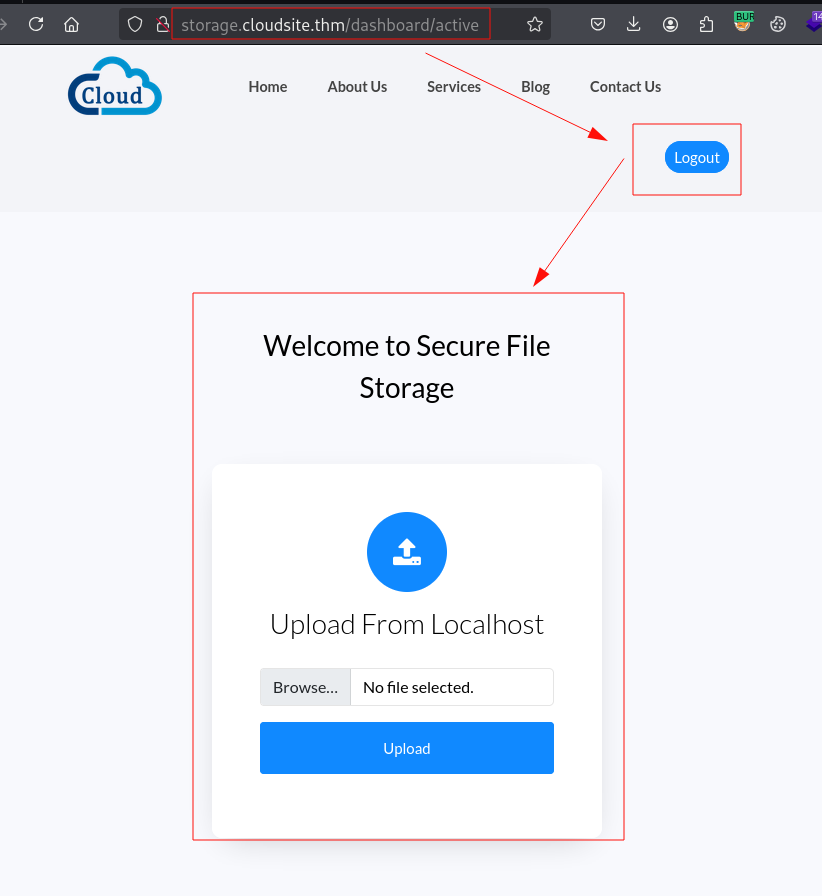 BUR
14
storage.cloudsite.thm/dashboard/active
Cloud
Home
About Us
Services
Blog
Contact Us
Logout
Welcome to Secure File
Storage
Upload From Localhost
Browse...
No file selected.
Upload